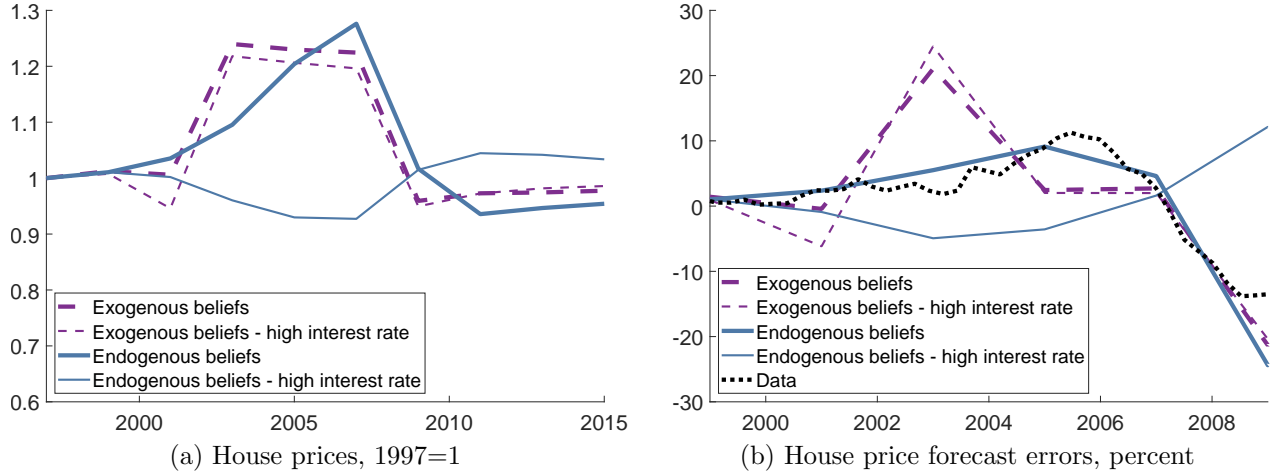 1.3
1.2
1.1
1
0.9
0.8
0.7
0.6
2000
2005
2010
2015
Exogenous beliefs
Exogenous beliefs - high interest rate
Endogenous beliefs
Endogenous beliefs - high interest rate
(a) House prices, 1997=1
30
20
10
0
-10
-20
-30
2000
2002
2004
2006
2008
Exogenous beliefs
Exogenous beliefs - high interest rate
Endogenous beliefs
Endogenous beliefs - high interest rate
Data
(b) House price forecast errors, percent